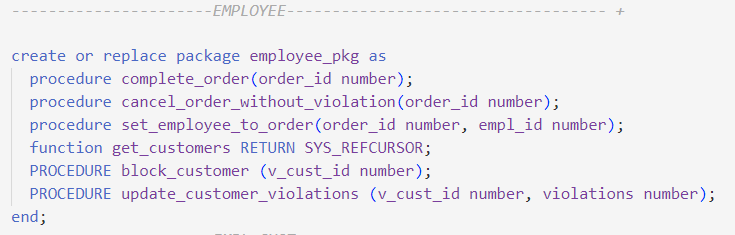 ----------------------EMPLOYEE----------------------------------- +
create or replace package employee_pkg as
procedure complete_order(order_id number);
procedure cancel_order_without_violation(order_id number);
procedure set_employee_to_order(order_id number, empl_id number);
function get_customers RETURN SYS_REFCURSOR;
PROCEDURE block_customer (v_cust_id number);
PROCEDURE update_customer_violations (v_cust_id number, violations number);
end;